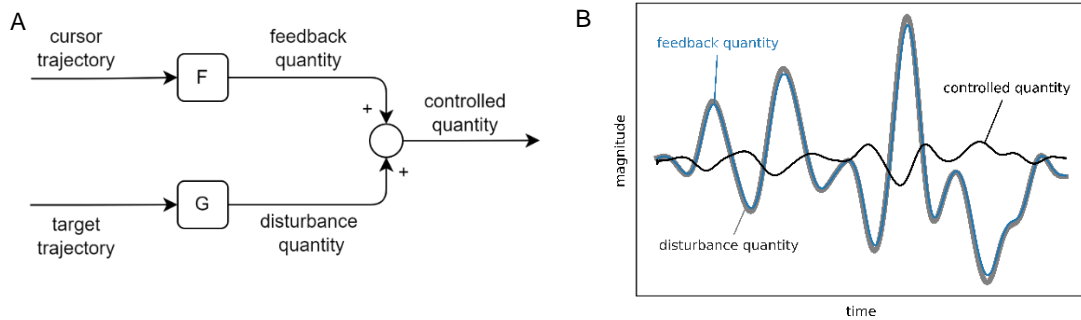 A
cursor
trajectory
F
feedback
quantity
+
controlled
quantity
+
target
trajectory
G
disturbance
quantity
B
feedback quantity
controlled quantity
magnitude
disturbance quantity
time